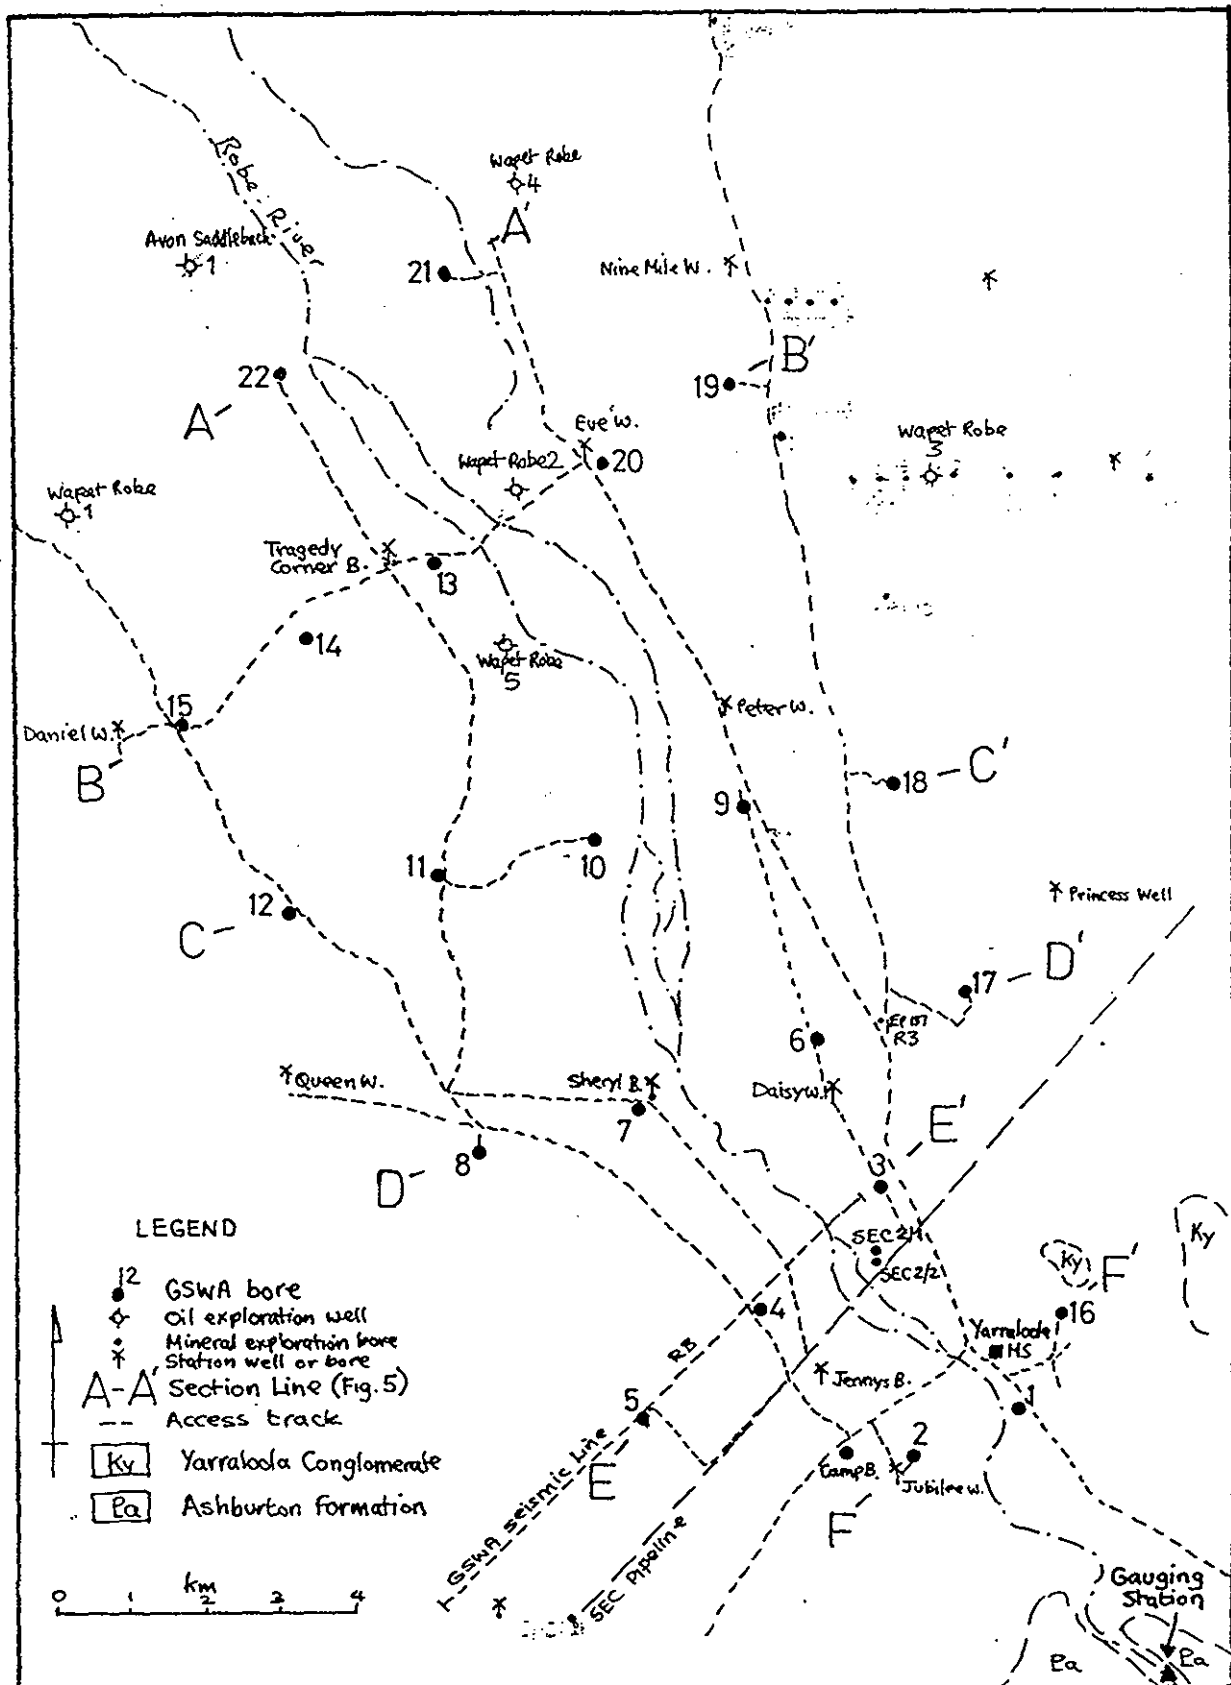 Wapet Robe
4
A'
Robe River
Avon Saddleback
1
21
Nine Mile W.
B'
22
19
A
Eve W.
Wapet Robe
3
Wapet Robe 2
20
Wapet Robe
1
Tragedy
Corner B.
13
14
Wapet Robe
5
15
Peter W.
Daniel W.
B
C'
18
9
11
10
12
Princess Well
C
D'
17
6
R3
Queen W.
Sheryl B.
Daisy W.
7
E'
8
3
D
LEGEND
12 GSWA bore
Oil exploration well
Mineral exploration bore
Station well or bore
A-A' Section Line (Fig. 5)
Access track
Ky Yarraloola Conglomerate
Pa Ashburton Formation
km
0 1 2 3 4
SEC 2/1
SEC 2/2
Ky
Ky
F'
4
16
Yarraloola
HS
RB
Jennys B.
5
1
2
E
Camp B.
Jubilee W.
F
GSWA seismic Line
SEC Pipeline
Gauging
Station
Pa
Pa